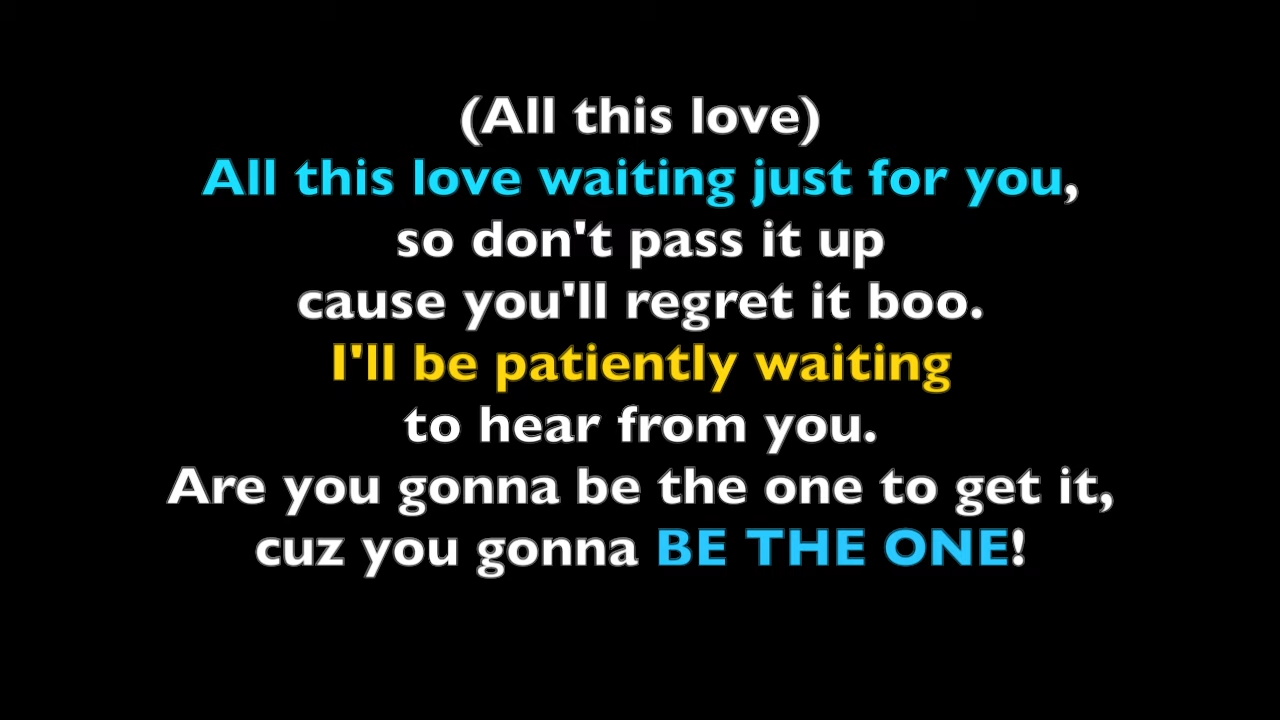 (All this love)
All this love waiting just for you,
so don't pass it up
cause you'll regret it boo.
I'll be patiently waiting
to hear from you.
Are you gonna be the one to get it,
cuz you gonna BE THE ONE!